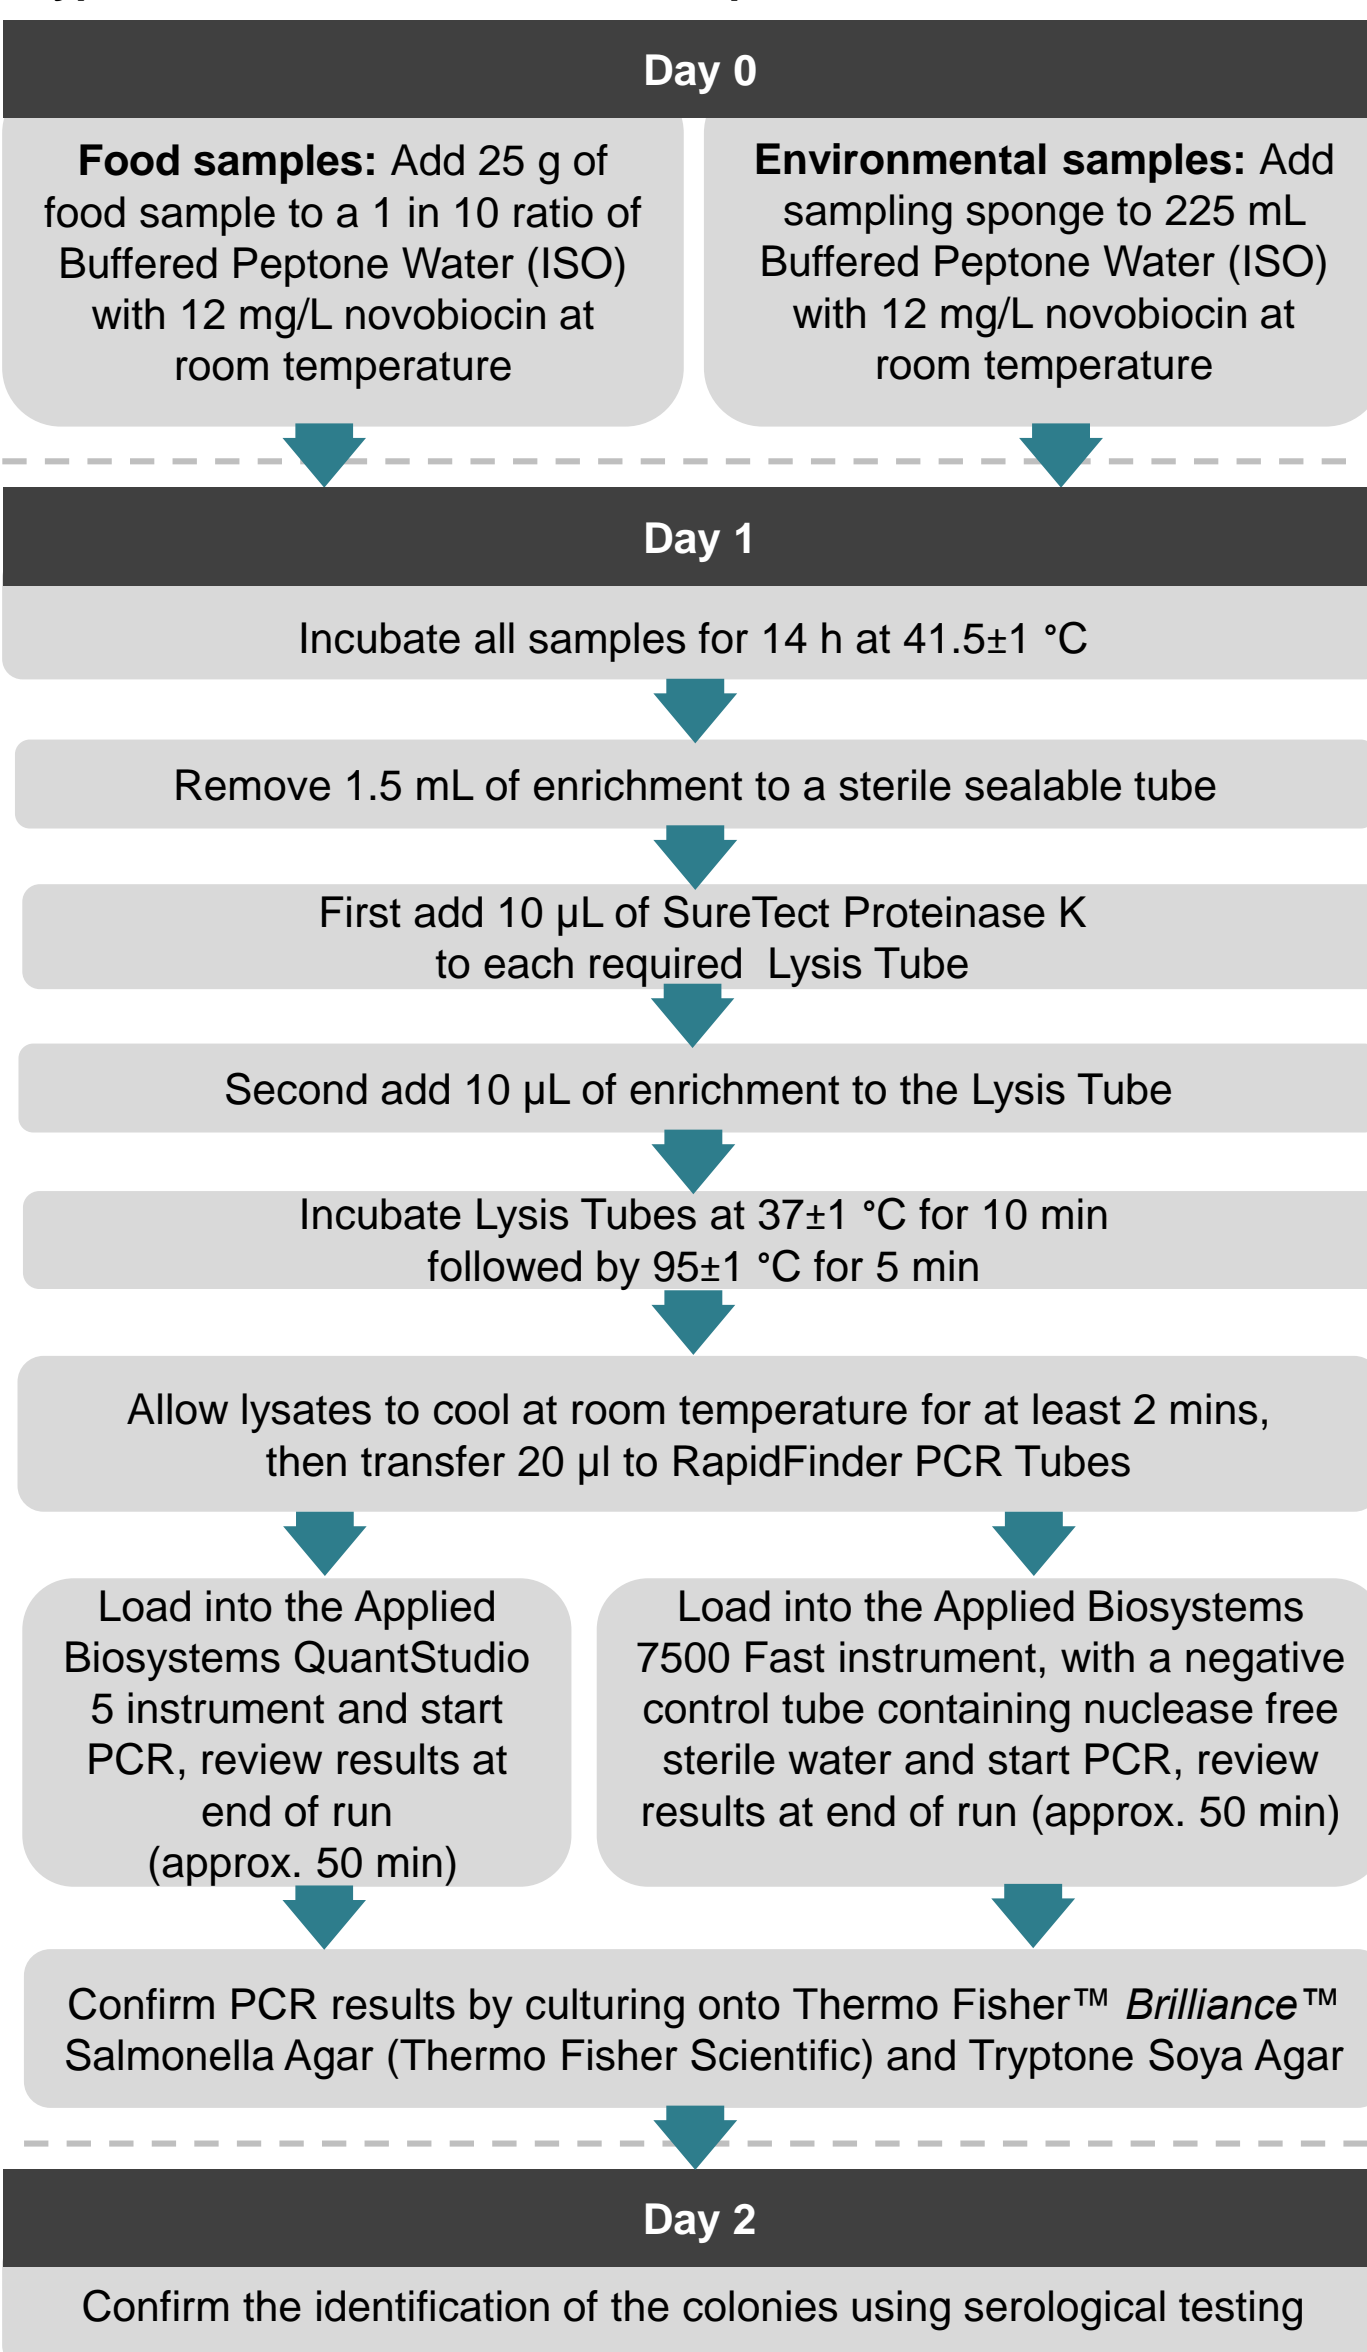 Day 0
Food samples: Add 25 g of
food sample to a 1 in 10 ratio of
Buffered Peptone Water (ISO)
with 12 mg/L novobiocin at
room temperature
Environmental samples: Add
sampling sponge to 225 mL
Buffered Peptone Water (ISO)
with 12 mg/L novobiocin at
room temperature
Day 1
Incubate all samples for 14 h at 41.5±1 °C
Remove 1.5 mL of enrichment to a sterile sealable tube
First add 10 µL of SureTect Proteinase K
to each required Lysis Tube
Second add 10 µL of enrichment to the Lysis Tube
Incubate Lysis Tubes at 37±1 °C for 10 min
followed by 95±1 °C for 5 min
Allow lysates to cool at room temperature for at least 2 mins,
then transfer 20 µl to RapidFinder PCR Tubes
Load into the Applied
Biosystems QuantStudio
5 instrument and start
PCR, review results at
end of run
(approx. 50 min)
Load into the Applied Biosystems
7500 Fast instrument, with a negative
control tube containing nuclease free
sterile water and start PCR, review
results at end of run (approx. 50 min)
Confirm PCR results by culturing onto Thermo Fisher™ Brilliance™
Salmonella Agar (Thermo Fisher Scientific) and Tryptone Soya Agar
Day 2
Confirm the identification of the colonies using serological testing